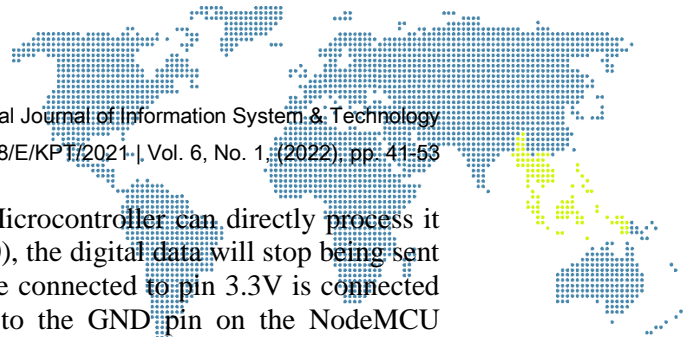 al Journal of Information System & Technology
8/E/KPT/2021 | Vol. 6, No. 1, (2022), pp. 41-53
Microcontroller can directly process it
), the digital data will stop being sent
e connected to pin 3.3V is connected
to the GND pin on the NodeMCU